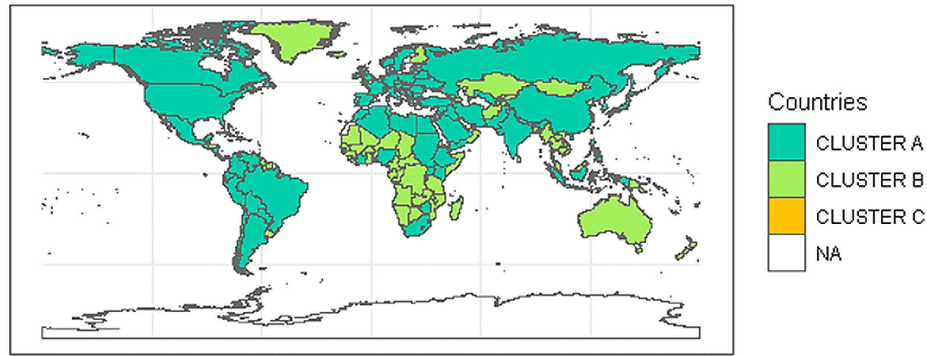 Countries
CLUSTER A
CLUSTER B
CLUSTER C
NA